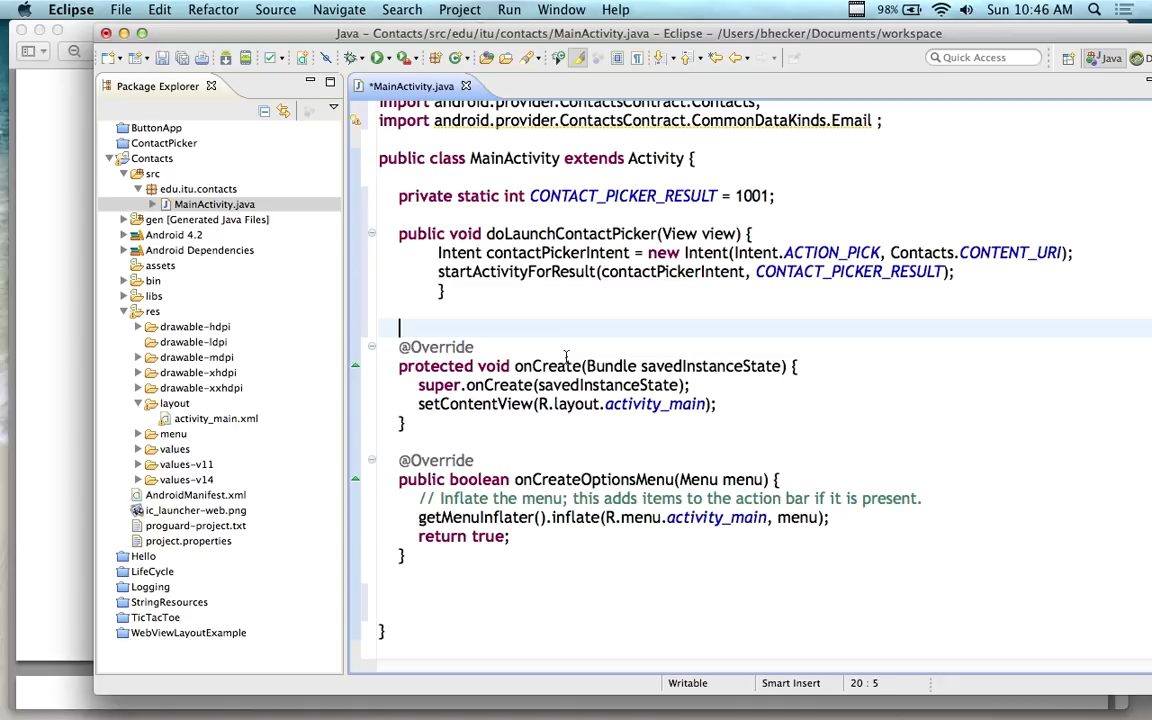 Eclipse File Edit Refactor Source Navigate Search Project Run Window Help 98% Sun 10:46 AM
Java – Contacts/src/edu/itu/contacts/MainActivity.java – Eclipse – /Users/bhecker/Documents/workspace
Quick Access Java
Package Explorer
*MainActivity.java
ButtonApp
ContactPicker
Contacts
src
edu.itu.contacts
MainActivity.java
gen [Generated Java Files]
Android 4.2
Android Dependencies
assets
bin
libs
res
drawable-hdpi
drawable-ldpi
drawable-mdpi
drawable-xhdpi
drawable-xxhdpi
layout
activity_main.xml
menu
values
values-v11
values-v14
AndroidManifest.xml
ic_launcher-web.png
proguard-project.txt
project.properties
Hello
LifeCycle
Logging
StringResources
TicTacToe
WebViewLayoutExample
import android.provider.ContactsContract.Contacts;
import android.provider.ContactsContract.CommonDataKinds.Email ;
public class MainActivity extends Activity {
private static int CONTACT_PICKER_RESULT = 1001;
public void doLaunchContactPicker(View view) {
Intent contactPickerIntent = new Intent(Intent.ACTION_PICK, Contacts.CONTENT_URI);
startActivityForResult(contactPickerIntent, CONTACT_PICKER_RESULT);
}
@Override
protected void onCreate(Bundle savedInstanceState) {
super.onCreate(savedInstanceState);
setContentView(R.layout.activity_main);
}
@Override
public boolean onCreateOptionsMenu(Menu menu) {
// Inflate the menu; this adds items to the action bar if it is present.
getMenuInflater().inflate(R.menu.activity_main, menu);
return true;
}
}
Writable Smart Insert 20 : 5